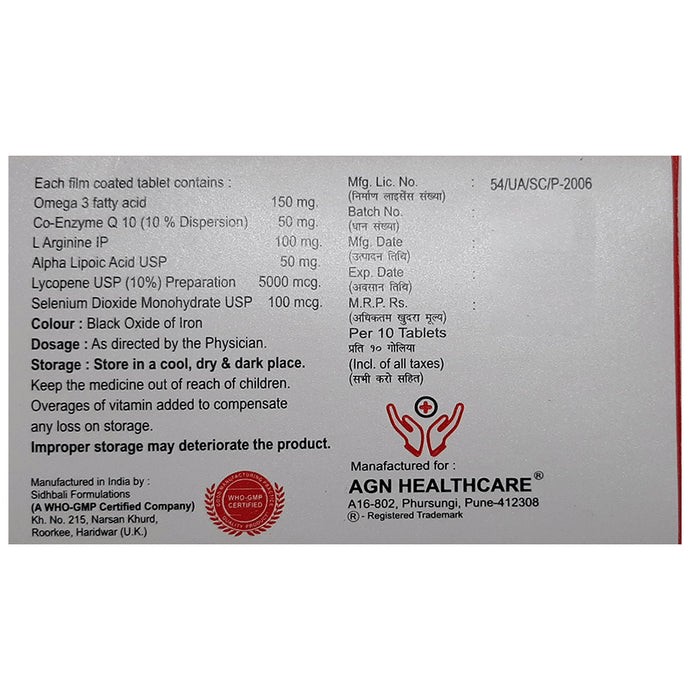 Each film coated tablet contains :
Omega 3 fatty acid 150 mg.
Co-Enzyme Q 10 (10 % Dispersion) 50 mg.
L Arginine IP 100 mg.
Alpha Lipoic Acid USP 50 mg.
Lycopene USP (10%) Preparation 5000 mcg.
Selenium Dioxide Monohydrate USP 100 mcg.
Colour : Black Oxide of Iron
Dosage : As directed by the Physician.
Storage : Store in a cool, dry & dark place.
Keep the medicine out of reach of children.
Overages of vitamin added to compensate
any loss on storage.
Improper storage may deteriorate the product.
Manufactured in India by :
Sidhbali Formulations
(A WHO-GMP Certified Company)
Kh. No. 215, Narsan Khurd,
Roorkee, Haridwar (U.K.)
GOOD MANUFACTURING PRACTICE
WHO-GMP
CERTIFIED
QUALITY PRODUCT
Mfg. Lic. No. : 54/UA/SC/P-2006
(निर्माण लाइसेंस संख्या)
Batch No. :
(धान संख्या)
Mfg. Date :
(उत्पादन तिथि)
Exp. Date :
(अवसान तिथि)
M.R.P. Rs. :
(अधिकतम खुदरा मूल्य)
Per 10 Tablets
प्रति १० गोलिया
(Incl. of all taxes)
(सभी करो सहित)
Manufactured for :
AGN HEALTHCARE®
A16-802, Phursungi, Pune-412308
® - Registered Trademark